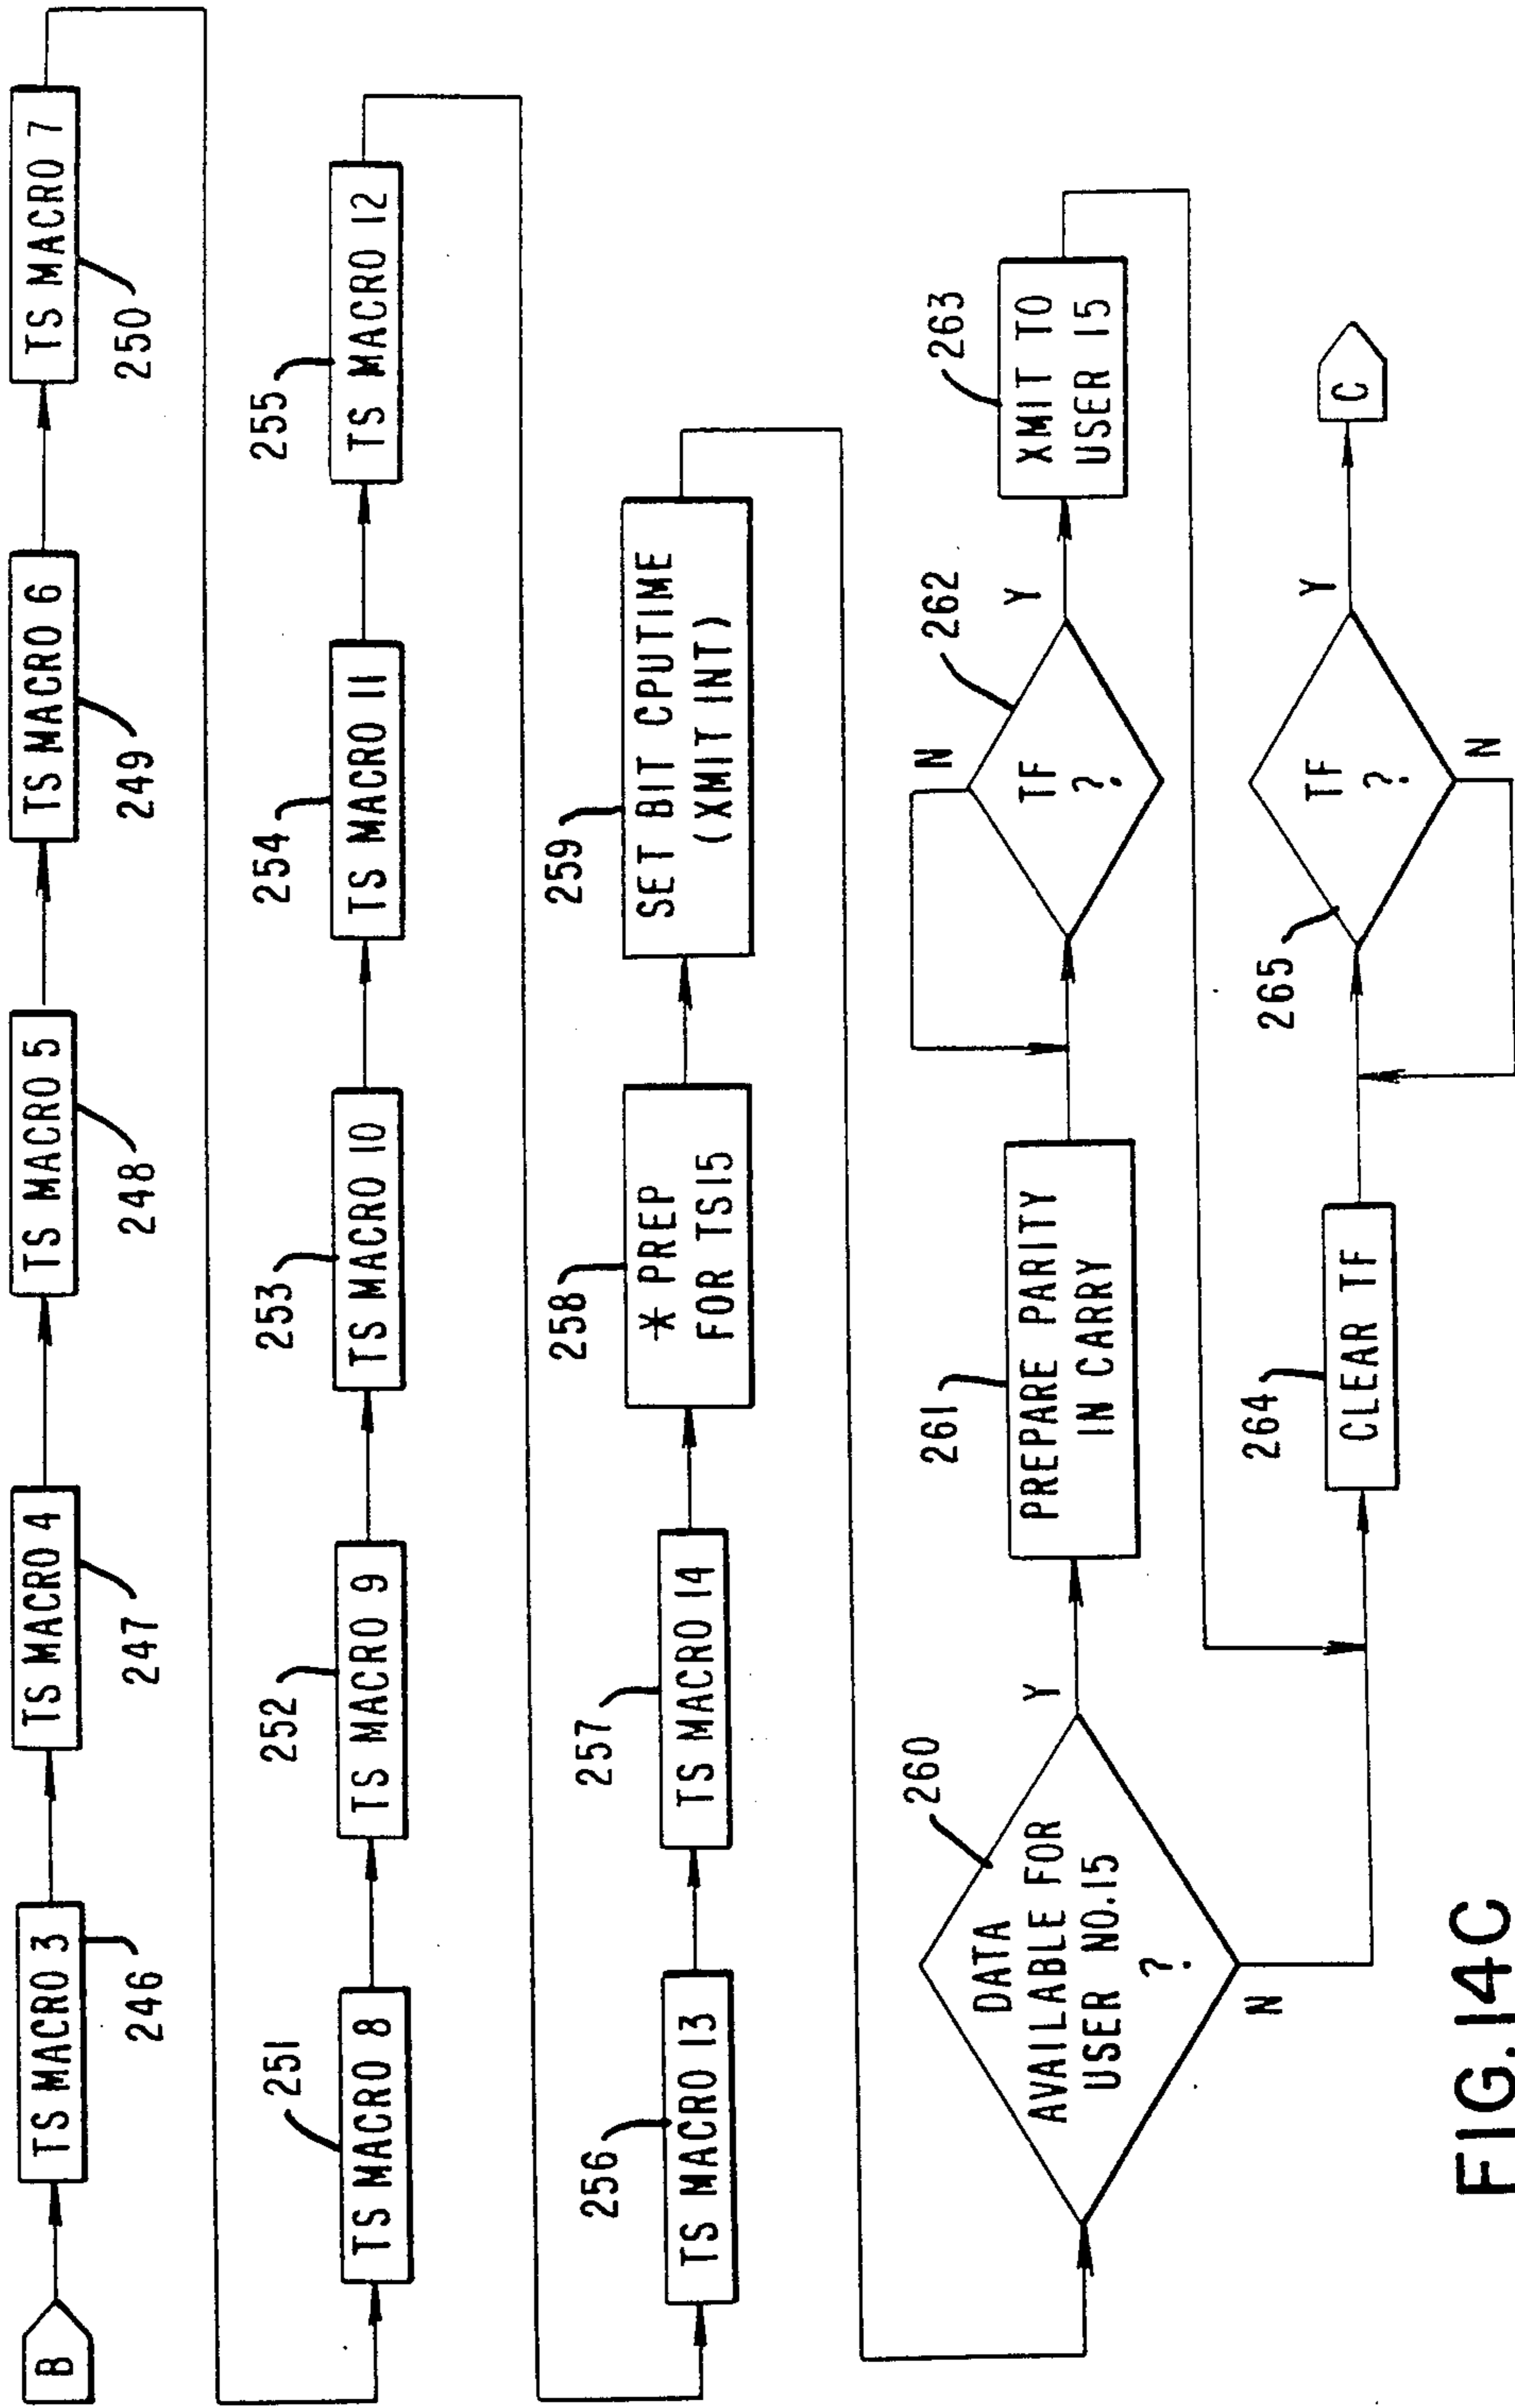 B
TS MACRO 3
246
TS MACRO 4
247
TS MACRO 5
248
TS MACRO 6
249
TS MACRO 7
250
251
TS MACRO 8
252
TS MACRO 9
253
TS MACRO 10
254
TS MACRO 11
255
TS MACRO 12
256
TS MACRO 13
257
TS MACRO 14
258
* PREP
FOR TS15
259
SET BIT CPUTIME
(XMIT INT)
260
DATA
AVAILABLE FOR
USER NO.15
?
Y
N
261
PREPARE PARITY
IN CARRY
262
TF
?
N
Y
263
XMIT TO
USER 15
264
CLEAR TF
265
TF
?
Y
N
C
FIG.14C